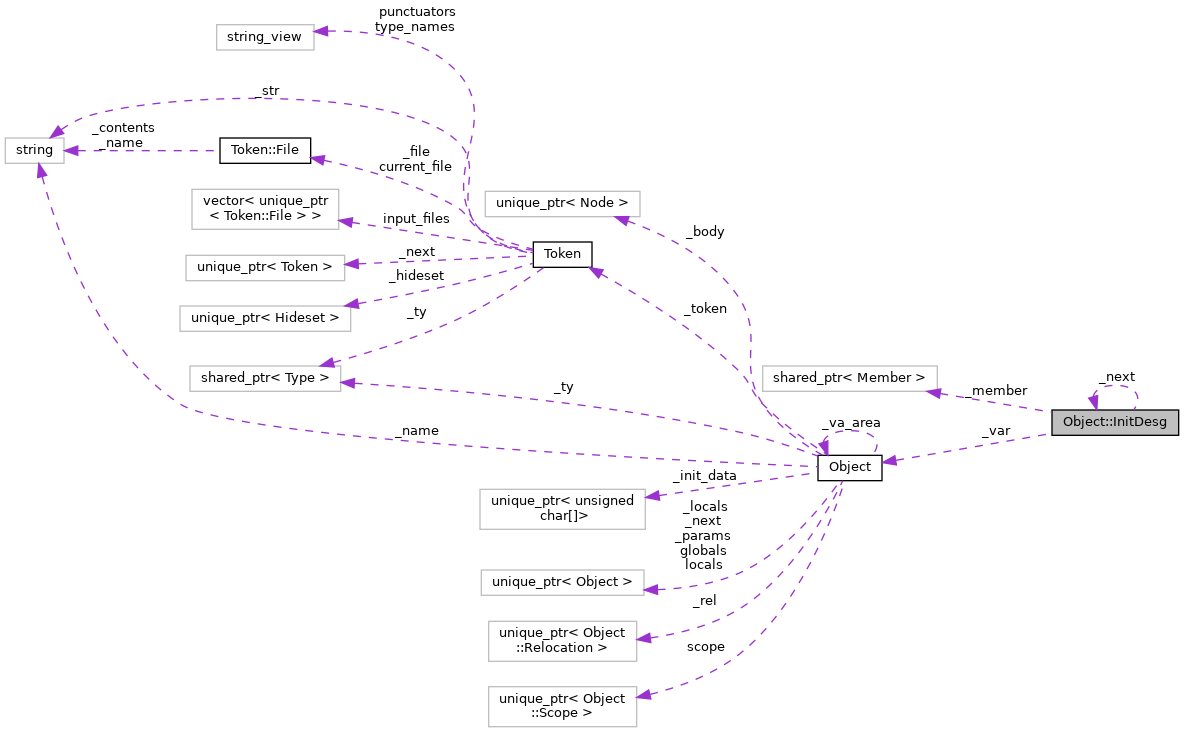 punctuators
type_names
string_view
_str
_contents
_name
string
Token::File
_file
current_file
vector< unique_ptr
< Token::File > >
input_files
unique_ptr< Node >
_body
Token
_next
unique_ptr< Token >
_hideset
unique_ptr< Hideset >
_ty
_token
shared_ptr< Type >
shared_ptr< Member >
_member
_next
Object::InitDesg
_ty
_va_area
_var
_name
Object
_init_data
unique_ptr< unsigned
char[]>
_locals
_next
_params
globals
locals
unique_ptr< Object >
_rel
unique_ptr< Object
::Relocation >
scope
unique_ptr< Object
::Scope >